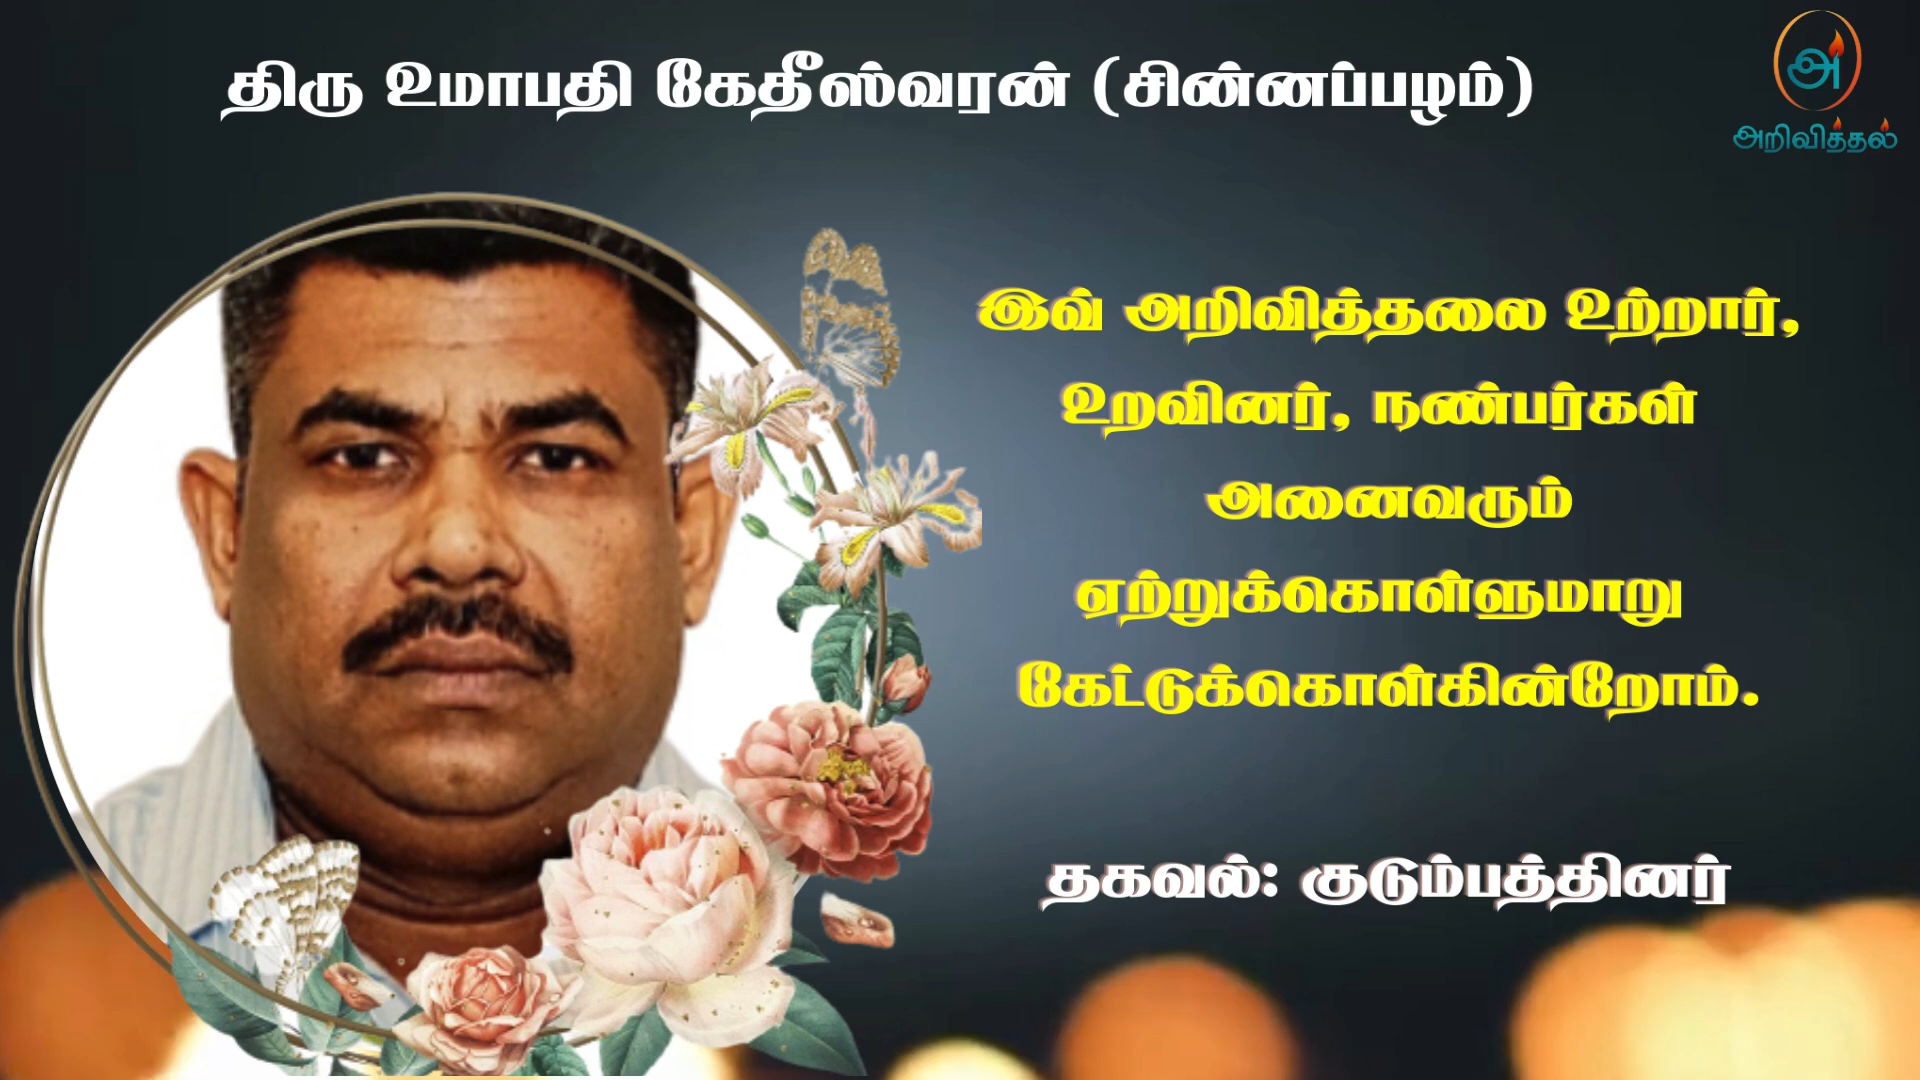 திரு உமாபதி கேதீஸ்வரன் (சின்னப்பழம்)
அ
அறிவித்தல்
இவ் அறிவித்தலை உற்றார்,
உறவினர், நண்பர்கள்
அனைவரும்
ஏற்றுக்கொள்ளுமாறு
கேட்டுக்கொள்கின்றோம்.
தகவல்: குடும்பத்தினர்